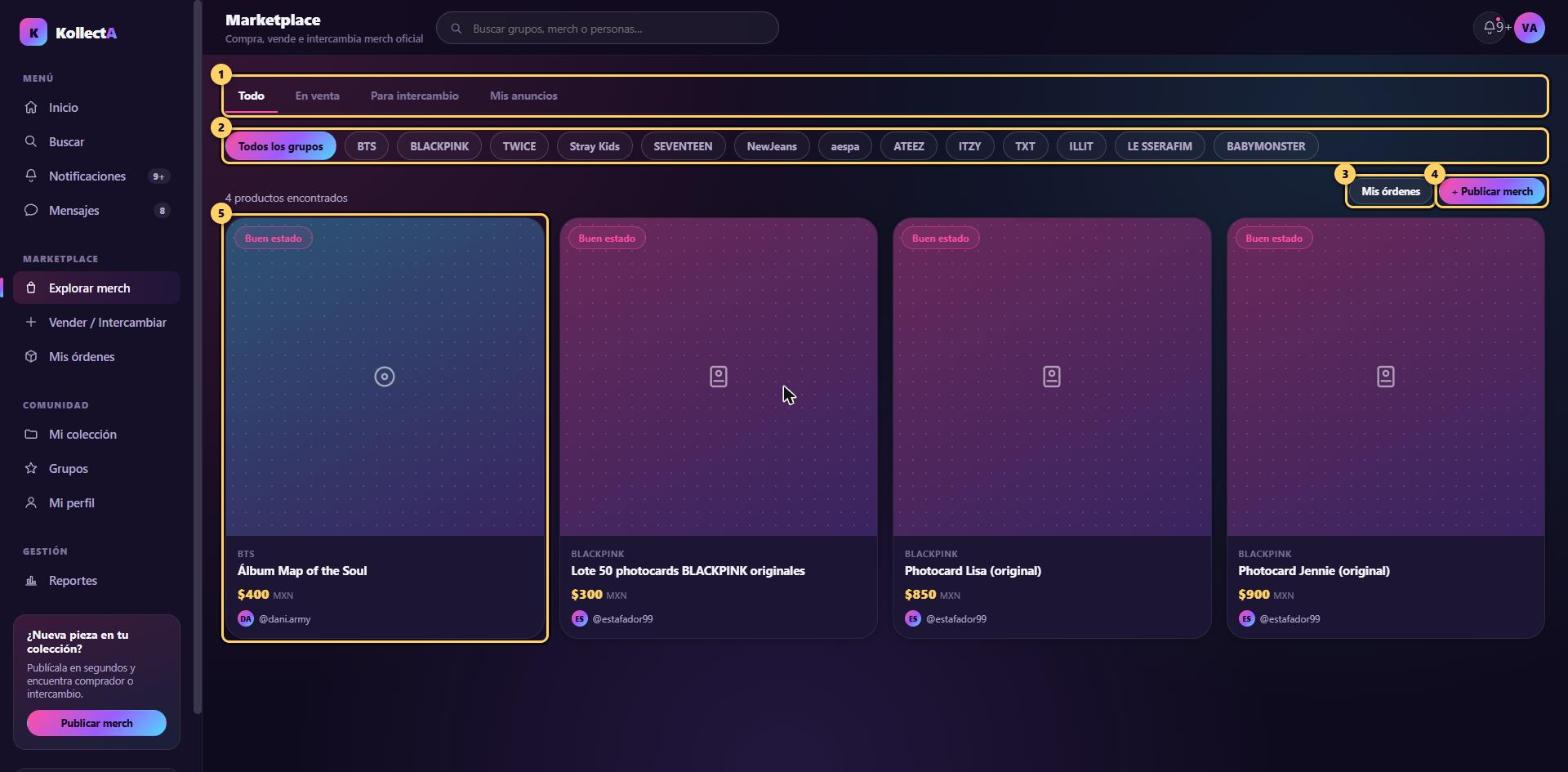 K KollectA
MENÚ
Inicio
Buscar
Notificaciones 9+
Mensajes 8
MARKETPLACE
Explorar merch
Vender / Intercambiar
Mis órdenes
COMUNIDAD
Mi colección
Grupos
Mi perfil
GESTIÓN
Reportes
¿Nueva pieza en tu
colección?
Publícala en segundos y
encuentra comprador o
intercambio.
Publicar merch
Marketplace
Compra, vende e intercambia merch oficial
Buscar grupos, merch o personas...
9+ VA
1
Todo En venta Para intercambio Mis anuncios
2
Todos los grupos BTS BLACKPINK TWICE Stray Kids SEVENTEEN NewJeans aespa ATEEZ ITZY TXT ILLIT LE SSERAFIM BABYMONSTER
3 4
4 productos encontrados Mis órdenes + Publicar merch
5
Buen estado Buen estado Buen estado Buen estado
BTS
Álbum Map of the Soul
$400 MXN
DA @dani.army
BLACKPINK
Lote 50 photocards BLACKPINK originales
$300 MXN
ES @estafador99
BLACKPINK
Photocard Lisa (original)
$850 MXN
ES @estafador99
BLACKPINK
Photocard Jennie (original)
$900 MXN
ES @estafador99